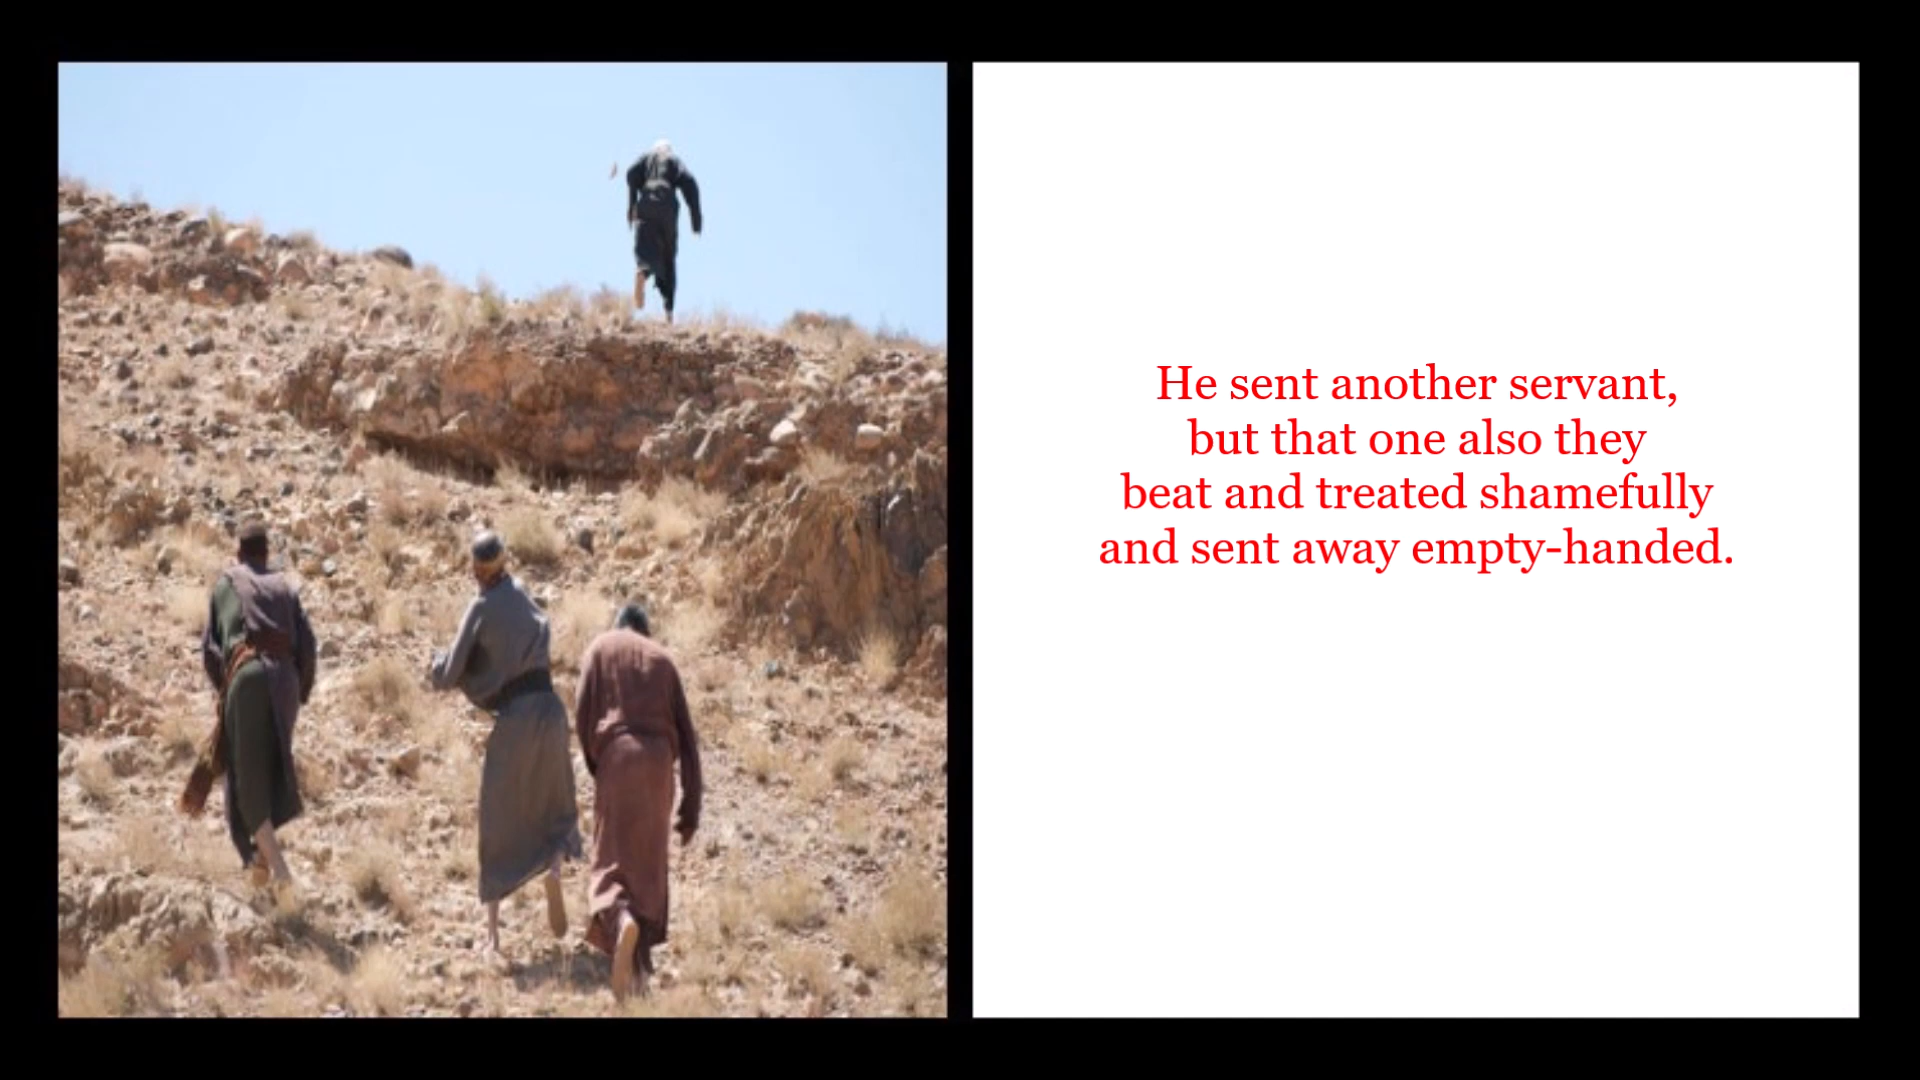 He sent another servant,
but that one also they
beat and treated shamefully
and sent away empty-handed.